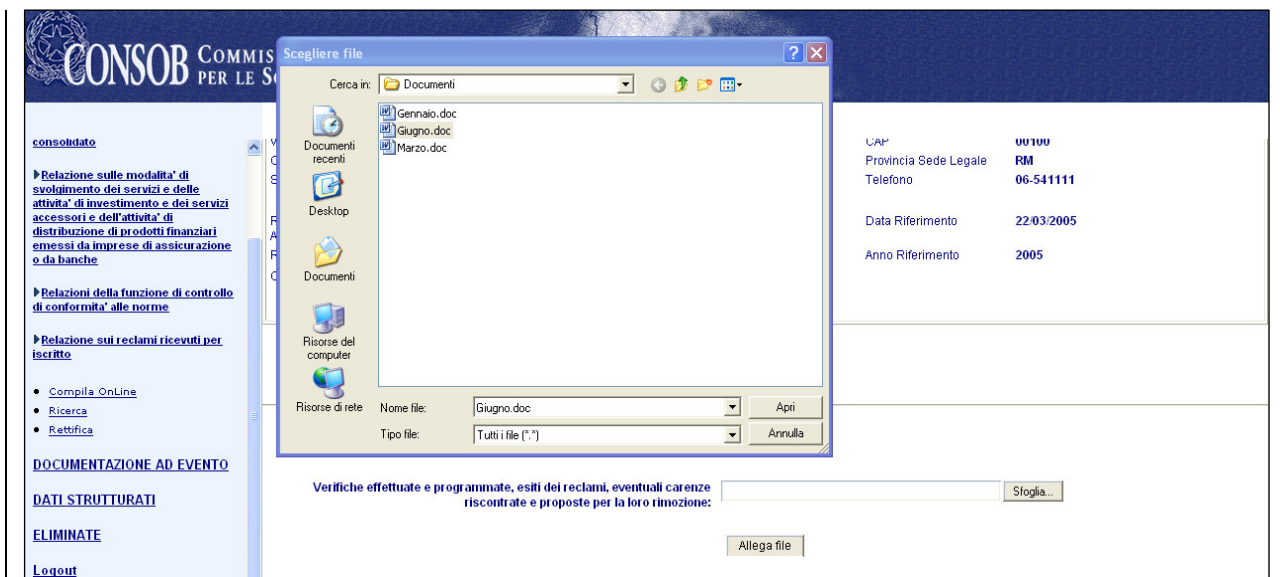 CONSOB COMMIS
PER LE S
Scegliere file
Cerca in: Documenti
Gennaio.doc
Giugno.doc
Marzo.doc
Documenti recenti
Desktop
Documenti
Risorse del computer
Risorse di rete
Nome file: Giugno.doc Apri
Tipo file: Tutti i file (*.*) Annulla
consolidato
Relazione sulle modalita' di
svolgimento dei servizi e delle
attivita' di investimento e dei servizi
accessori e dell'attivita' di
distribuzione di prodotti finanziari
emessi da imprese di assicurazione
o da banche
Relazioni della funzione di controllo
di conformita' alle norme
Relazione sui reclami ricevuti per
iscritto
Compila OnLine
Ricerca
Rettifica
DOCUMENTAZIONE AD EVENTO
DATI STRUTTURATI
ELIMINATE
Logout
CAP 00100
Provincia Sede Legale RM
Telefono 06-541111
Data Riferimento 22/03/2005
Anno Riferimento 2005
Verifiche effettuate e programmate, esiti dei reclami, eventuali carenze
riscontrate e proposte per la loro rimozione:
Sfoglia...
Allega file